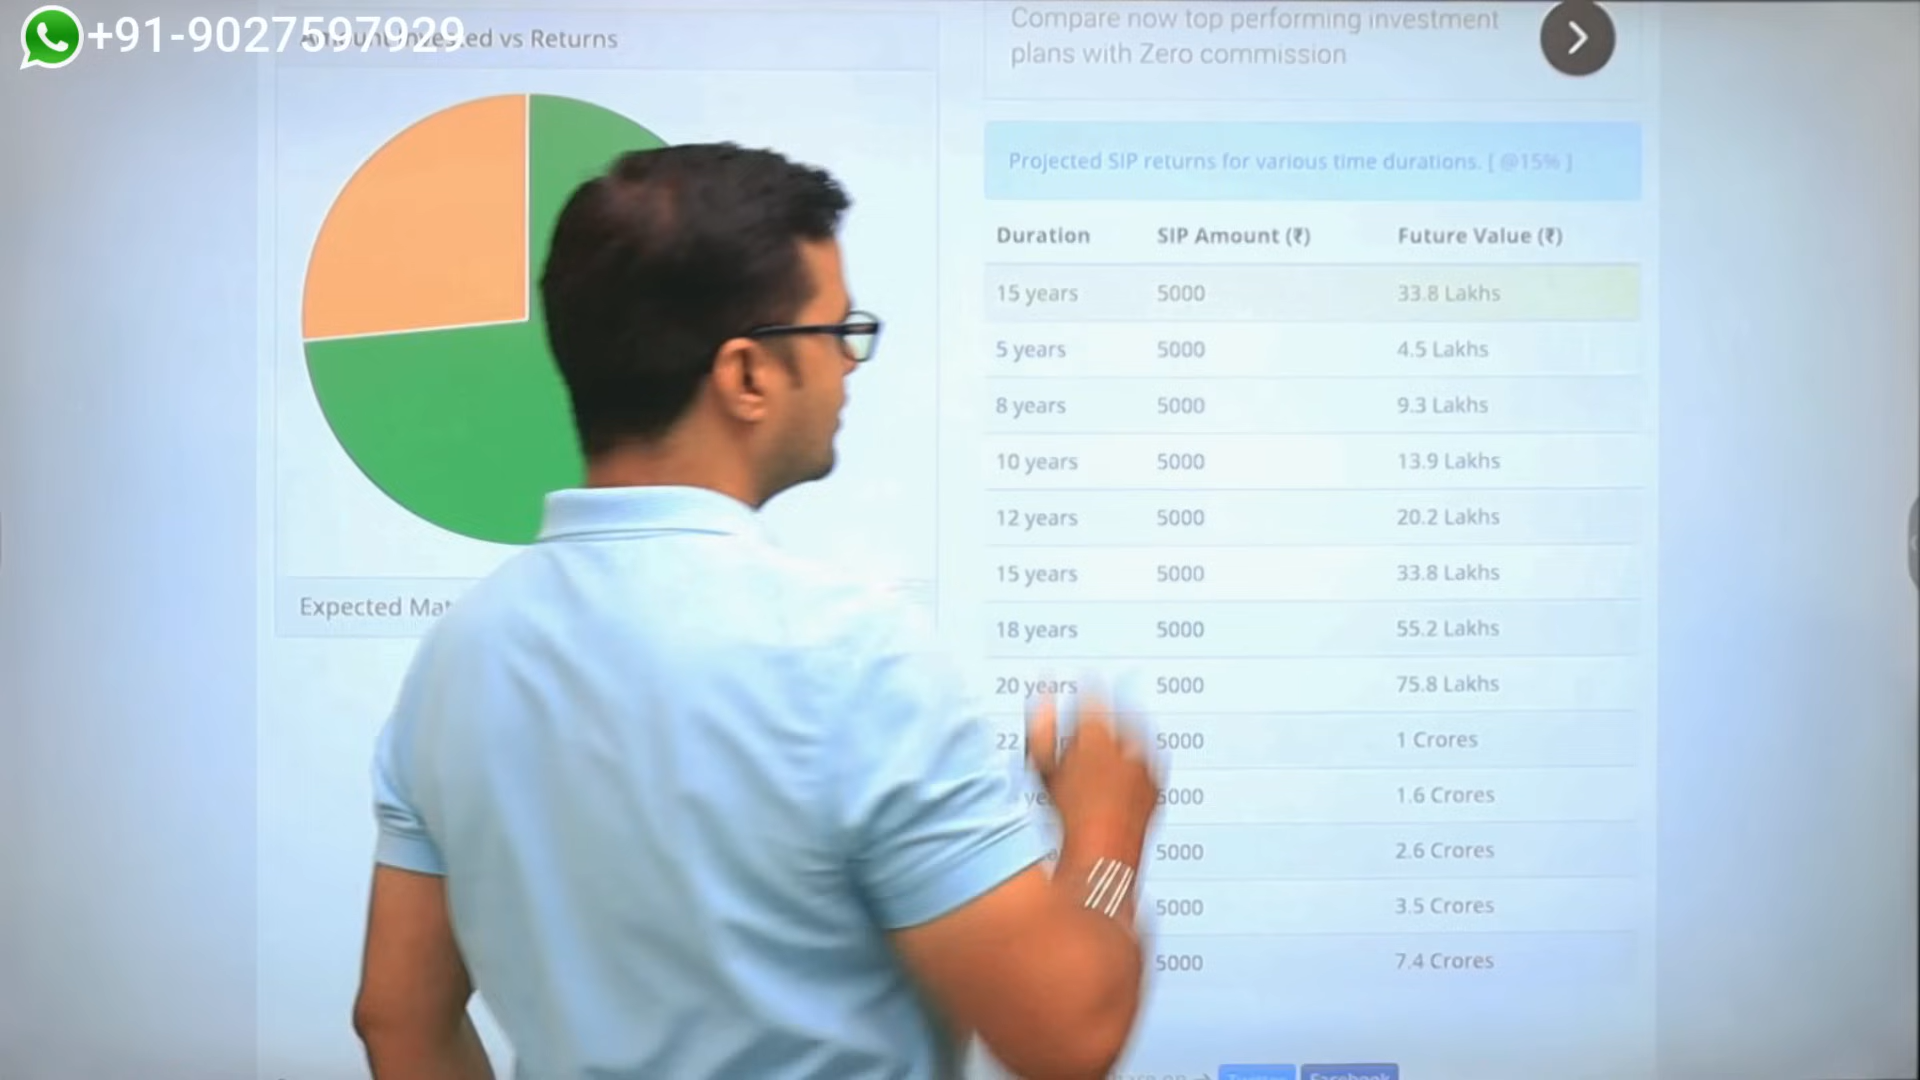 +91-9027597929
vs Returns
Compare now top performing investment
plans with Zero commission
Projected SIP returns for various time durations. [ @15% ]
Duration SIP Amount (₹) Future Value (₹)
15 years 5000 33.8 Lakhs
5 years 5000 4.5 Lakhs
8 years 5000 9.3 Lakhs
10 years 5000 13.9 Lakhs
12 years 5000 20.2 Lakhs
15 years 5000 33.8 Lakhs
18 years 5000 55.2 Lakhs
20 years 5000 75.8 Lakhs
22 5000 1 Crores
5000 1.6 Crores
5000 2.6 Crores
5000 3.5 Crores
5000 7.4 Crores
Expected